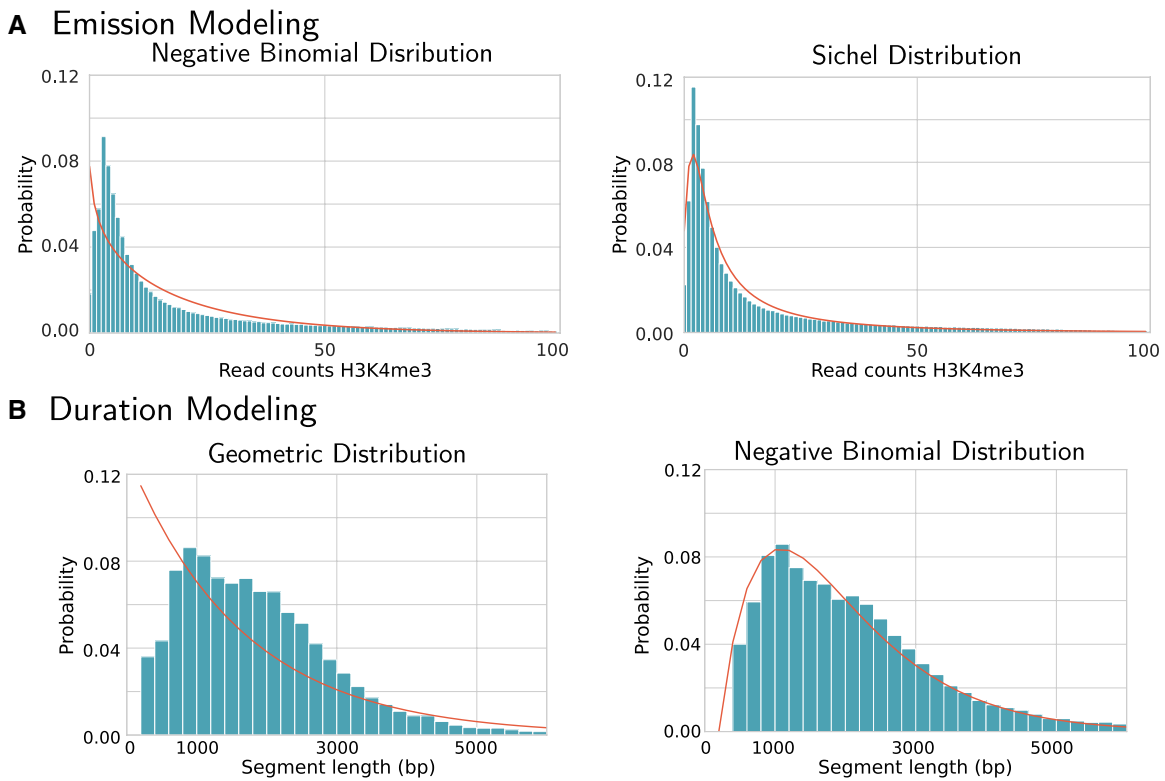 A Emission Modeling
Negative Binomial Disribution
0.12
0.08
0.04
0.00
Probability
0
50
100
Read counts H3K4me3
Sichel Distribution
0.12
0.08
0.04
0.00
Probability
0
50
100
Read counts H3K4me3
B Duration Modeling
Geometric Distribution
0.12
0.08
0.04
0.00
Probability
0
1000
3000
5000
Segment length (bp)
Negative Binomial Distribution
0.12
0.08
0.04
0.00
Probability
0
1000
3000
5000
Segment length (bp)